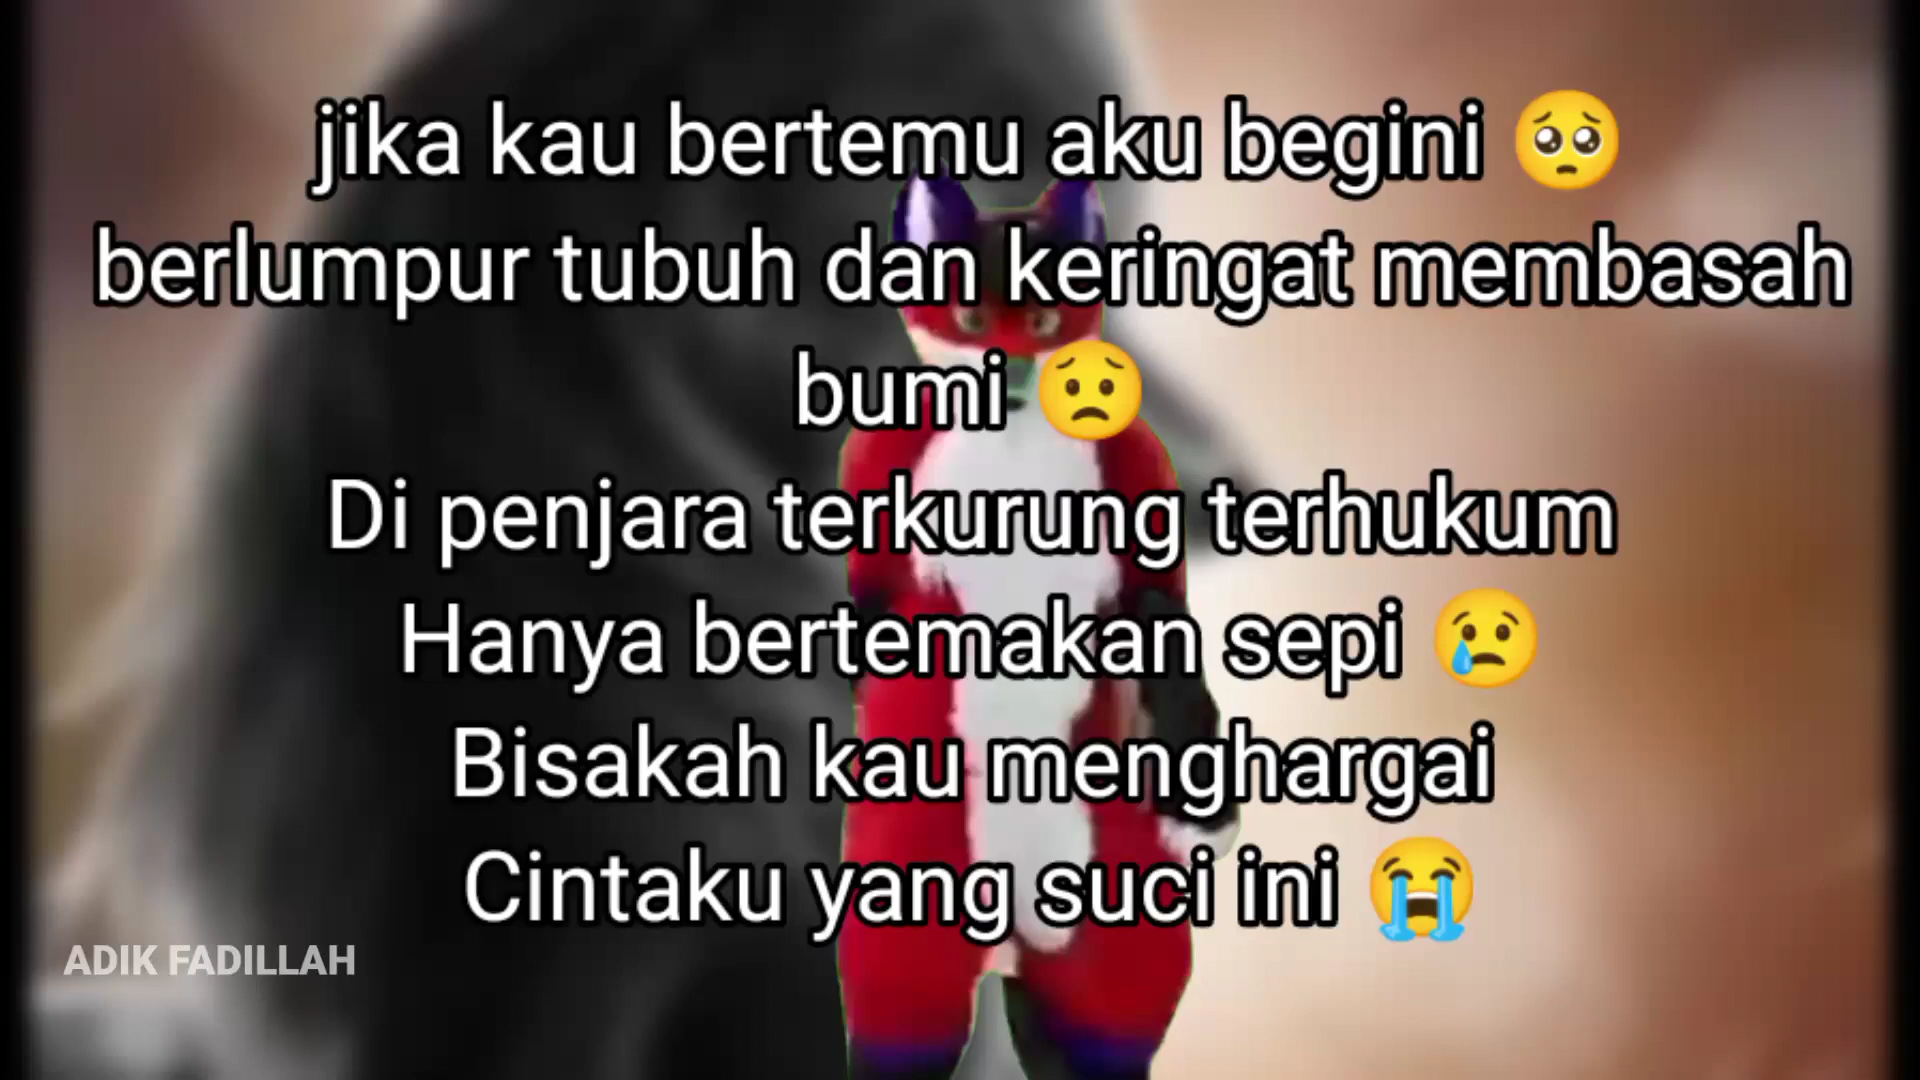 jika kau bertemu aku begini 🥺
berlumpur tubuh dan keringat membasah
bumi 😟
Di penjara terkurung terhukum
Hanya bertemakan sepi 😢
Bisakah kau menghargai
Cintaku yang suci ini 😭
ADIK FADILLAH